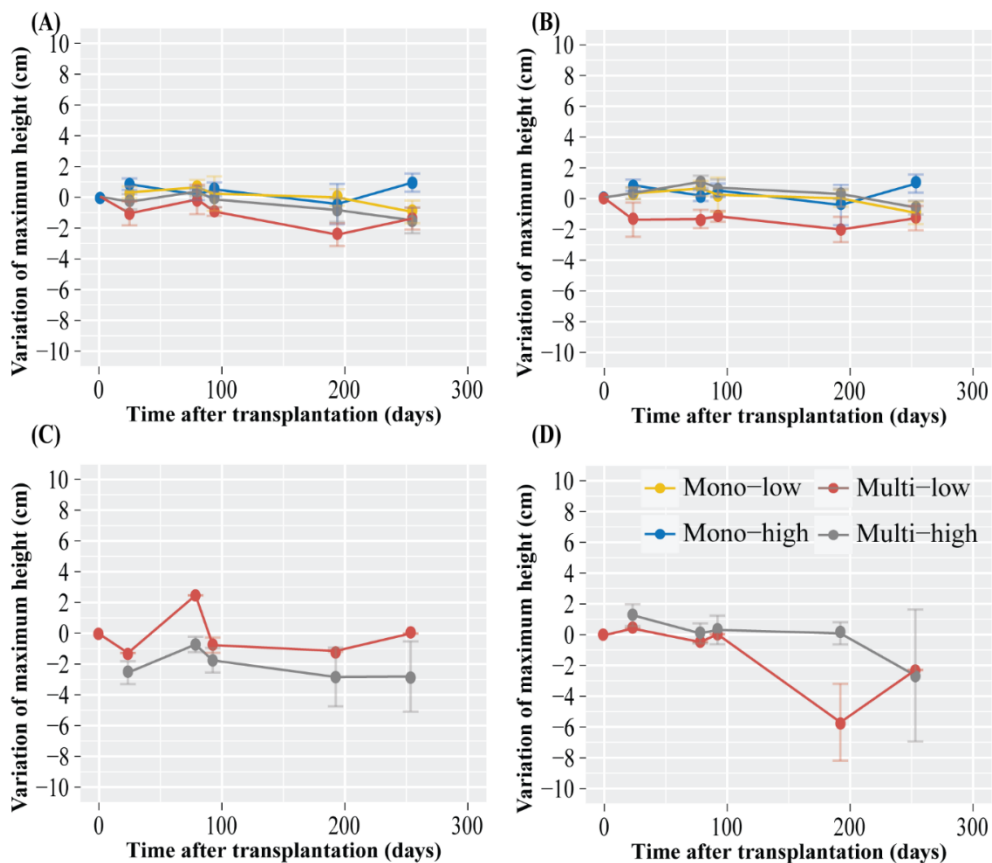 (A)
Variation of maximum height (cm)
10
8
6
4
2
0
−2
−4
−6
−8
−10
0 100 200 300
Time after transplantation (days)
(B)
Variation of maximum height (cm)
10
8
6
4
2
0
−2
−4
−6
−8
−10
0 100 200 300
Time after transplantation (days)
(C)
Variation of maximum height (cm)
10
8
6
4
2
0
−2
−4
−6
−8
−10
0 100 200 300
Time after transplantation (days)
(D)
Variation of maximum height (cm)
10
8
6
4
2
0
−2
−4
−6
−8
−10
Mono−low Multi−low
Mono−high Multi−high
0 100 200 300
Time after transplantation (days)